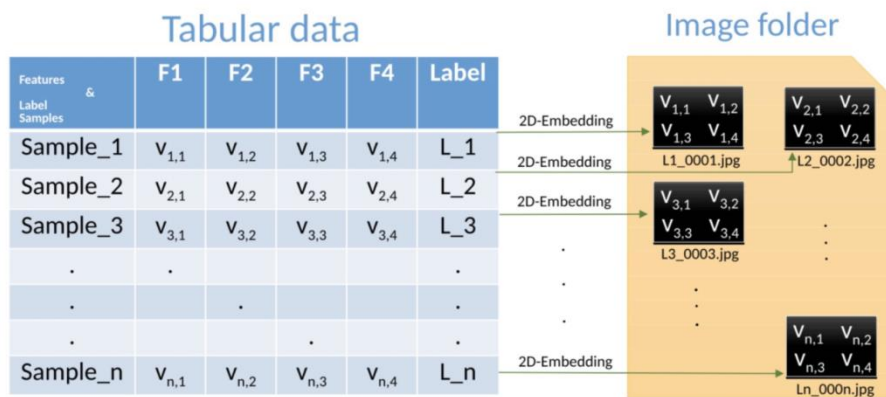 Tabular data
Image folder
Features & Label Samples F1 F2 F3 F4 Label
Sample_1 v1,1 v1,2 v1,3 v1,4 L_1
Sample_2 v2,1 v2,2 v2,3 v2,4 L_2
Sample_3 v3,1 v3,2 v3,3 v3,4 L_3
. . .
. . .
. . .
Sample_n vn,1 vn,2 vn,3 vn,4 L_n
2D-Embedding
2D-Embedding
2D-Embedding
.
.
.
2D-Embedding
v1,1 v1,2
v1,3 v1,4
L1_0001.jpg
v2,1 v2,2
v2,3 v2,4
L2_0002.jpg
v3,1 v3,2
v3,3 v3,4
L3_0003.jpg
.
.
.
.
.
.
vn,1 vn,2
vn,3 vn,4
Ln_000n.jpg